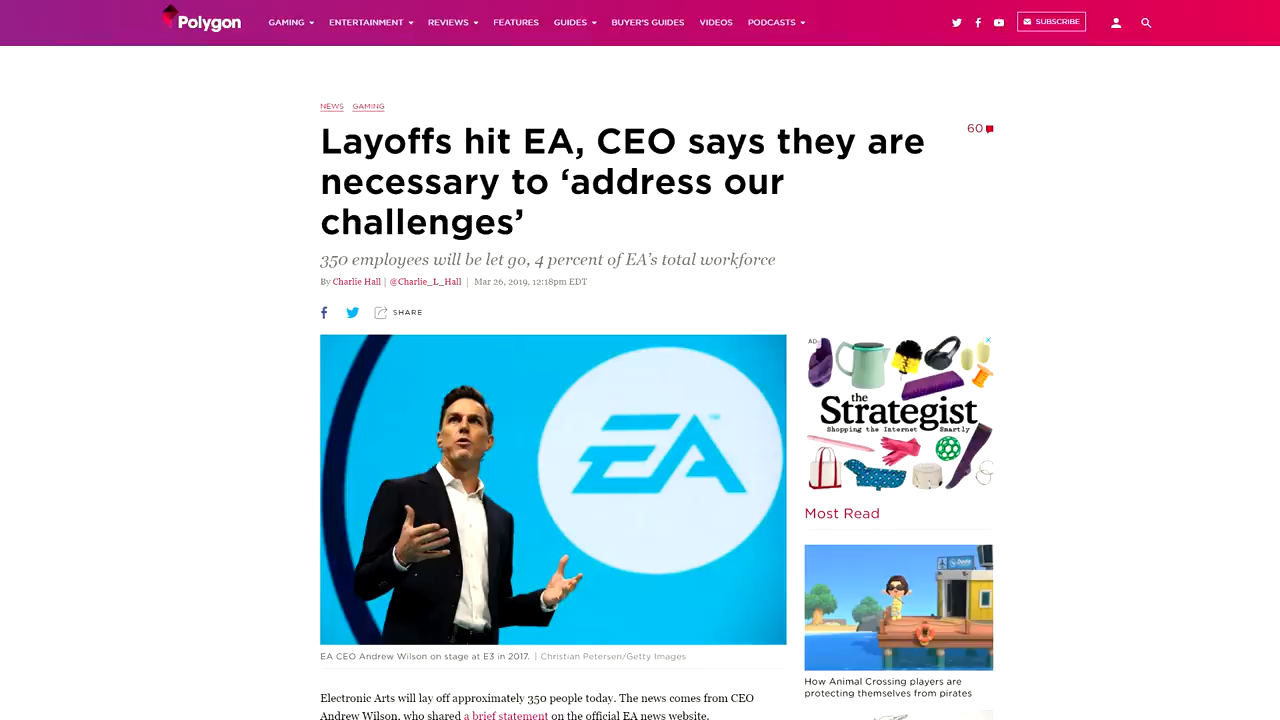 Polygon
GAMING ENTERTAINMENT REVIEWS FEATURES GUIDES BUYER'S GUIDES VIDEOS PODCASTS
SUBSCRIBE
NEWS GAMING
Layoffs hit EA, CEO says they are
necessary to ‘address our
challenges’
60
350 employees will be let go, 4 percent of EA’s total workforce
By Charlie Hall | @Charlie_L_Hall | Mar 26, 2019, 12:18pm EDT
SHARE
EA
EA CEO Andrew Wilson on stage at E3 in 2017. | Christian Petersen/Getty Images
Electronic Arts will lay off approximately 350 people today. The news comes from CEO
Andrew Wilson, who shared a brief statement on the official EA news website.
AD
the
Strategist
Shopping the Internet Smartly
Most Read
How Animal Crossing players are
protecting themselves from pirates